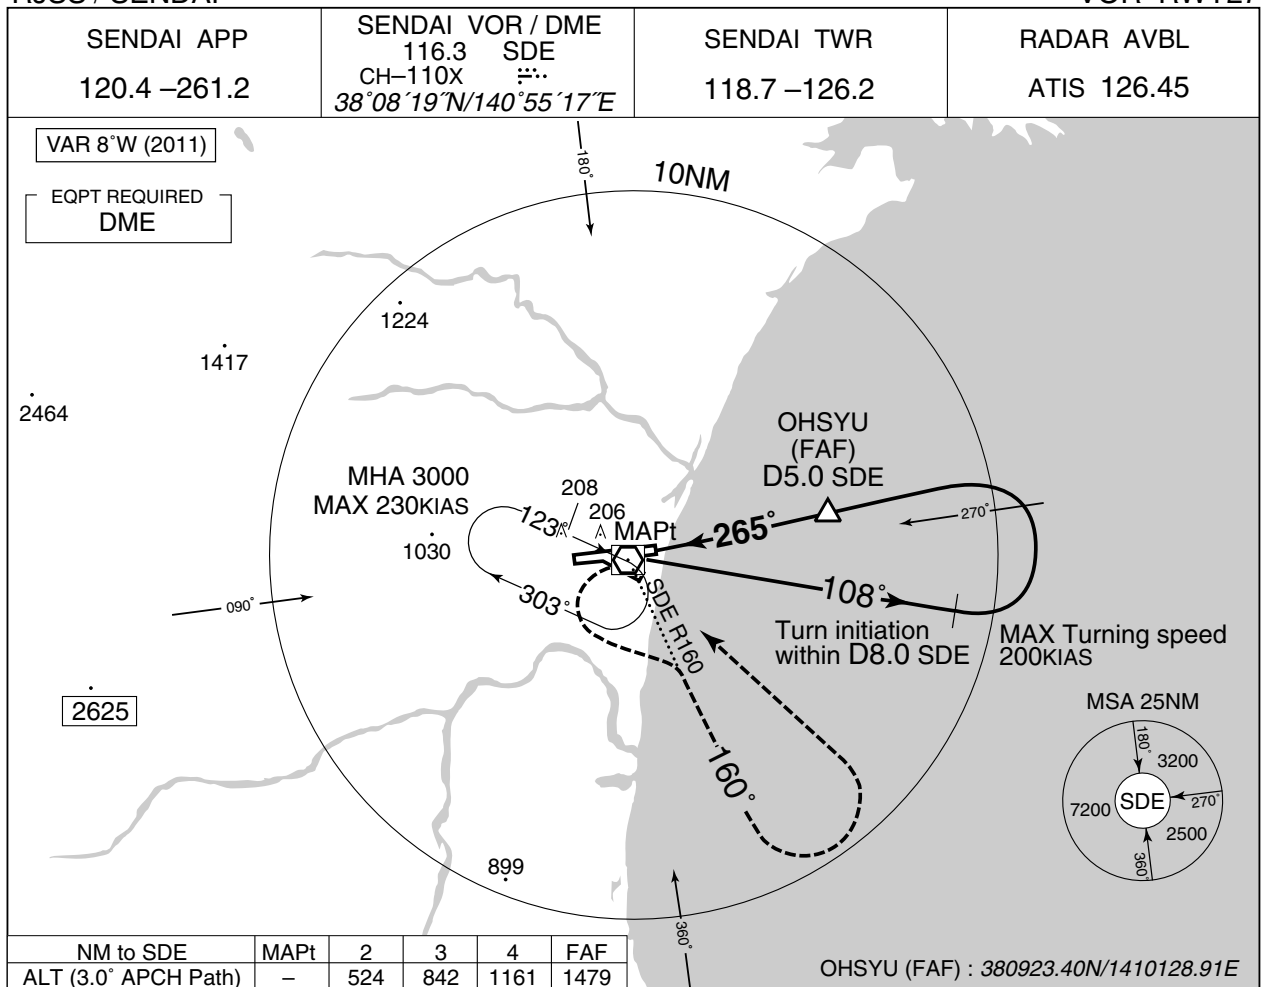 RJSS / SENDAI
VOR RWY27
SENDAI APP
120.4 –261.2
SENDAI VOR / DME
116.3 SDE
CH–110X
38°08´19˝N/140°55´17˝E
SENDAI TWR
118.7 –126.2
RADAR AVBL
ATIS 126.45
VAR 8°W (2011)
EQPT REQUIRED
DME
180°
10NM
1224
1417
2464
OHSYU
(FAF)
D5.0 SDE
MHA 3000
MAX 230KIAS
208
206
MAPt
123°
1030
265°
270°
303°
090°
108°
SDE R160
Turn initiation
within D8.0 SDE
MAX Turning speed
200KIAS
2625
160°
MSA 25NM
180°
3200
7200
SDE
270°
2500
360°
899
360°
NM to SDE MAPt 2 3 4 FAF
ALT (3.0° APCH Path) – 524 842 1161 1479
OHSYU (FAF) : 380923.40N/1410128.91E